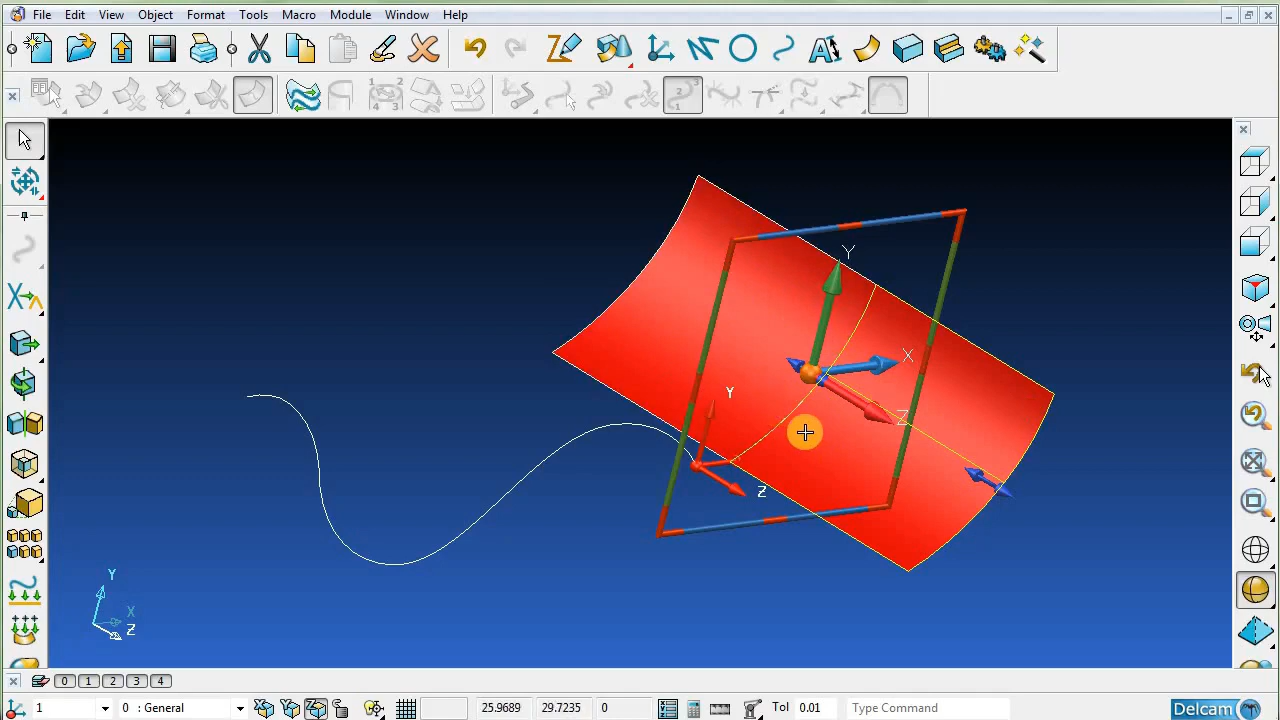 File Edit View Object Format Tools Macro Module Window Help
Y
X
Z
Y
Z
Y
X
Z
0 1 2 3 4
1 0 : General 25.9689 29.7235 0 Tol 0.01 Type Command Delcam